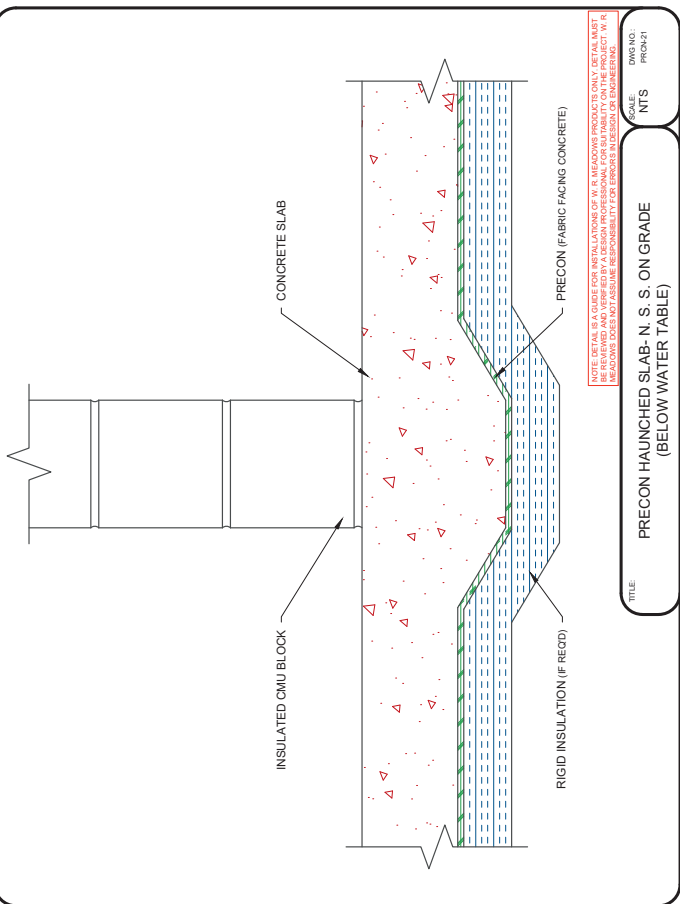 INSULATED CMU BLOCK
CONCRETE SLAB
RIGID INSULATION (IF REQ'D)
PRECON (FABRIC FACING CONCRETE)
NOTE: DETAIL IS A GUIDE FOR INSTALLATIONS OF W. R. MEADOWS PRODUCTS ONLY. DETAIL MUST
BE REVIEWED AND VERIFIED BY A DESIGN PROFESSIONAL FOR SUITABILITY ON THE PROJECT. W. R.
MEADOWS DOES NOT ASSUME RESPONSIBILITY FOR ERRORS IN DESIGN OR ENGINEERING.
TITLE:
PRECON HAUNCHED SLAB- N. S. S. ON GRADE
(BELOW WATER TABLE)
SCALE:
NTS
DWG NO.:
PRCN-21